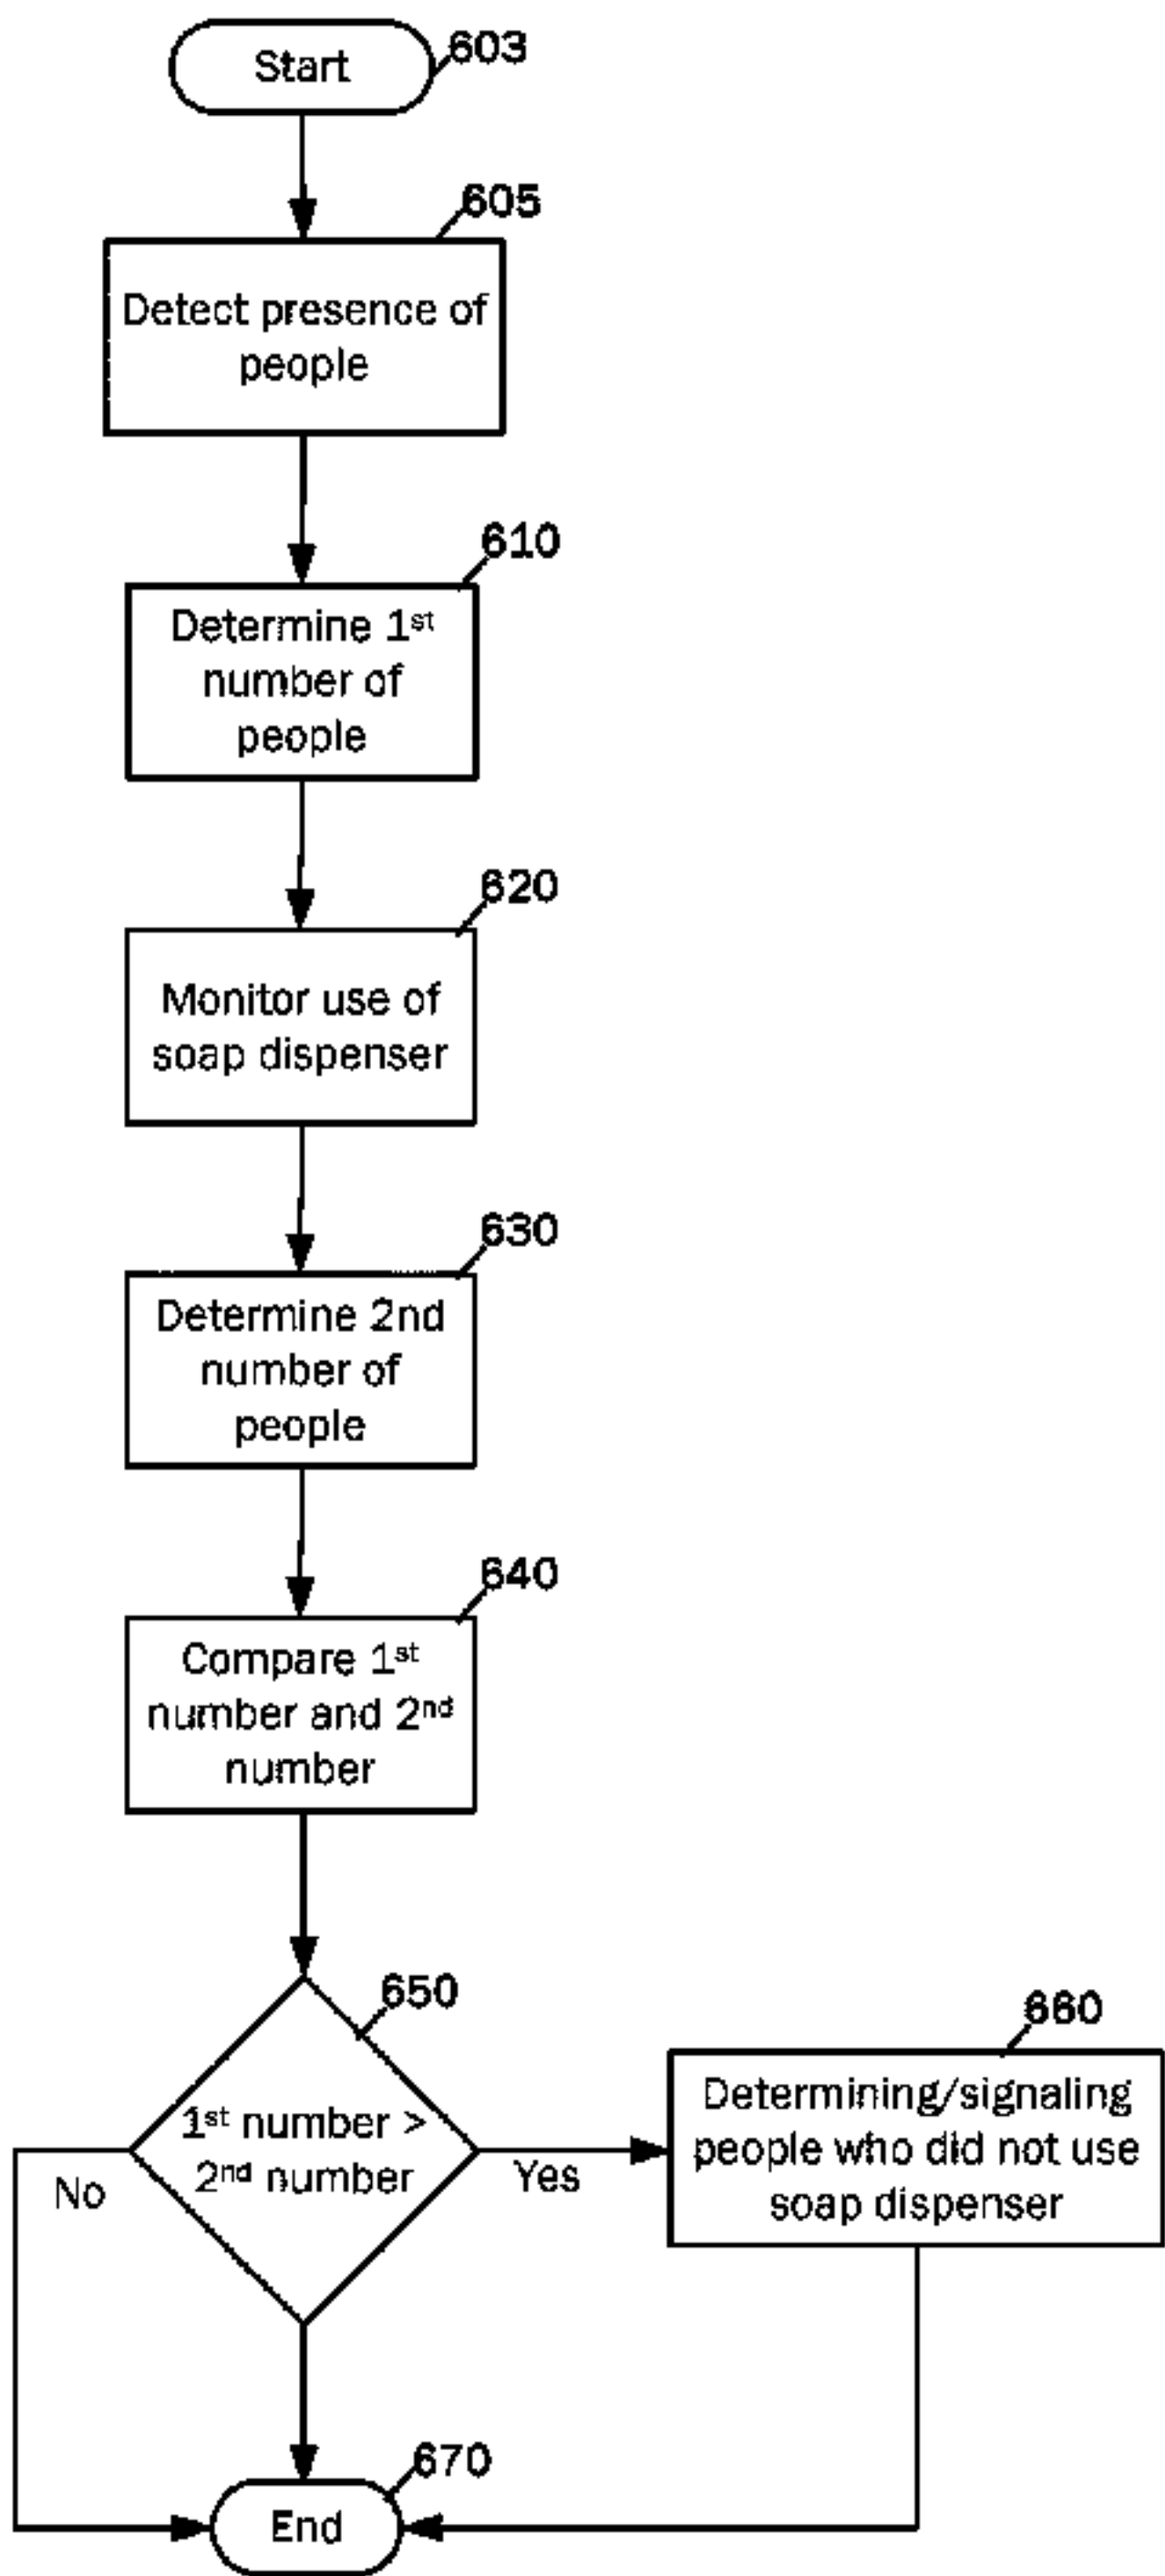 Start
603
605
Detect presence of
people
610
Determine 1st
number of
people
620
Monitor use of
soap dispenser
630
Determine 2nd
number of
people
640
Compare 1st
number and 2nd
number
650
1st number >
2nd number
No
Yes
660
Determining/signaling
people who did not use
soap dispenser
670
End